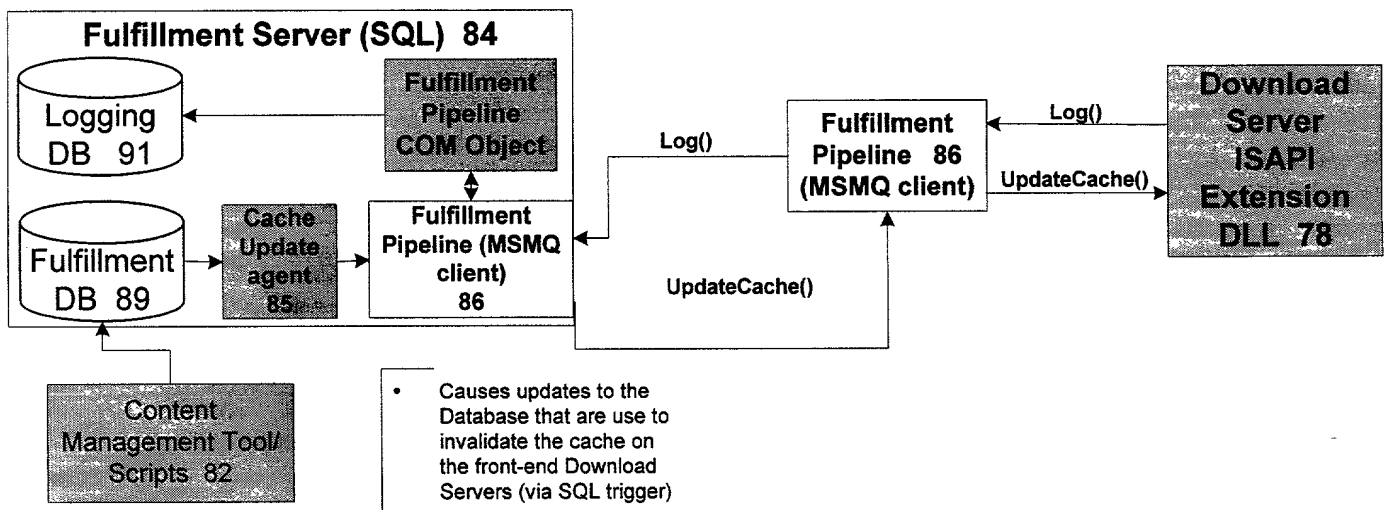 Fulfillment Server (SQL) 84
Logging
DB 91
Fulfillment
Pipeline
COM Object
Fulfillment
DB 89
Cache
Update
agent
85
Fulfillment
Pipeline (MSMQ
client)
86
Log()
UpdateCache()
Fulfillment
Pipeline 86
(MSMQ client)
Log()
UpdateCache()
Download
Server
ISAPI
Extension
DLL 78
Content
Management Tool/
Scripts 82
• Causes updates to the
Database that are use to
invalidate the cache on
the front-end Download
Servers (via SQL trigger)